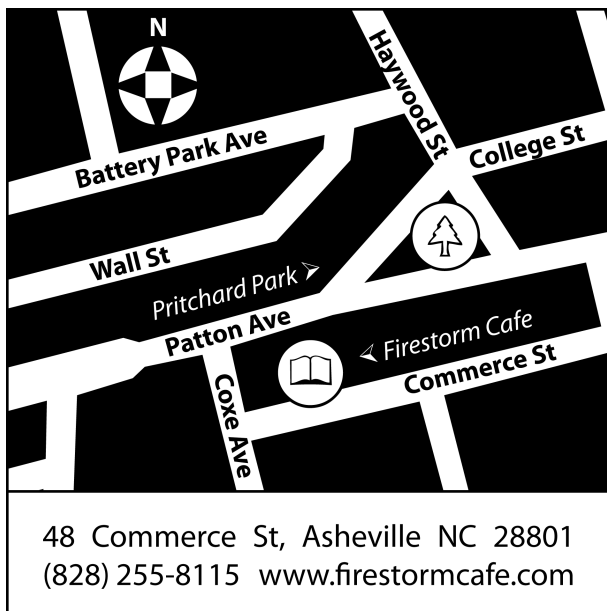 N
Haywood St
College St
Battery Park Ave
Wall St
Pritchard Park
Patton Ave
Firestorm Cafe
Commerce St
Coxe Ave
48 Commerce St, Asheville NC 28801
(828) 255-8115 www.firestormcafe.com